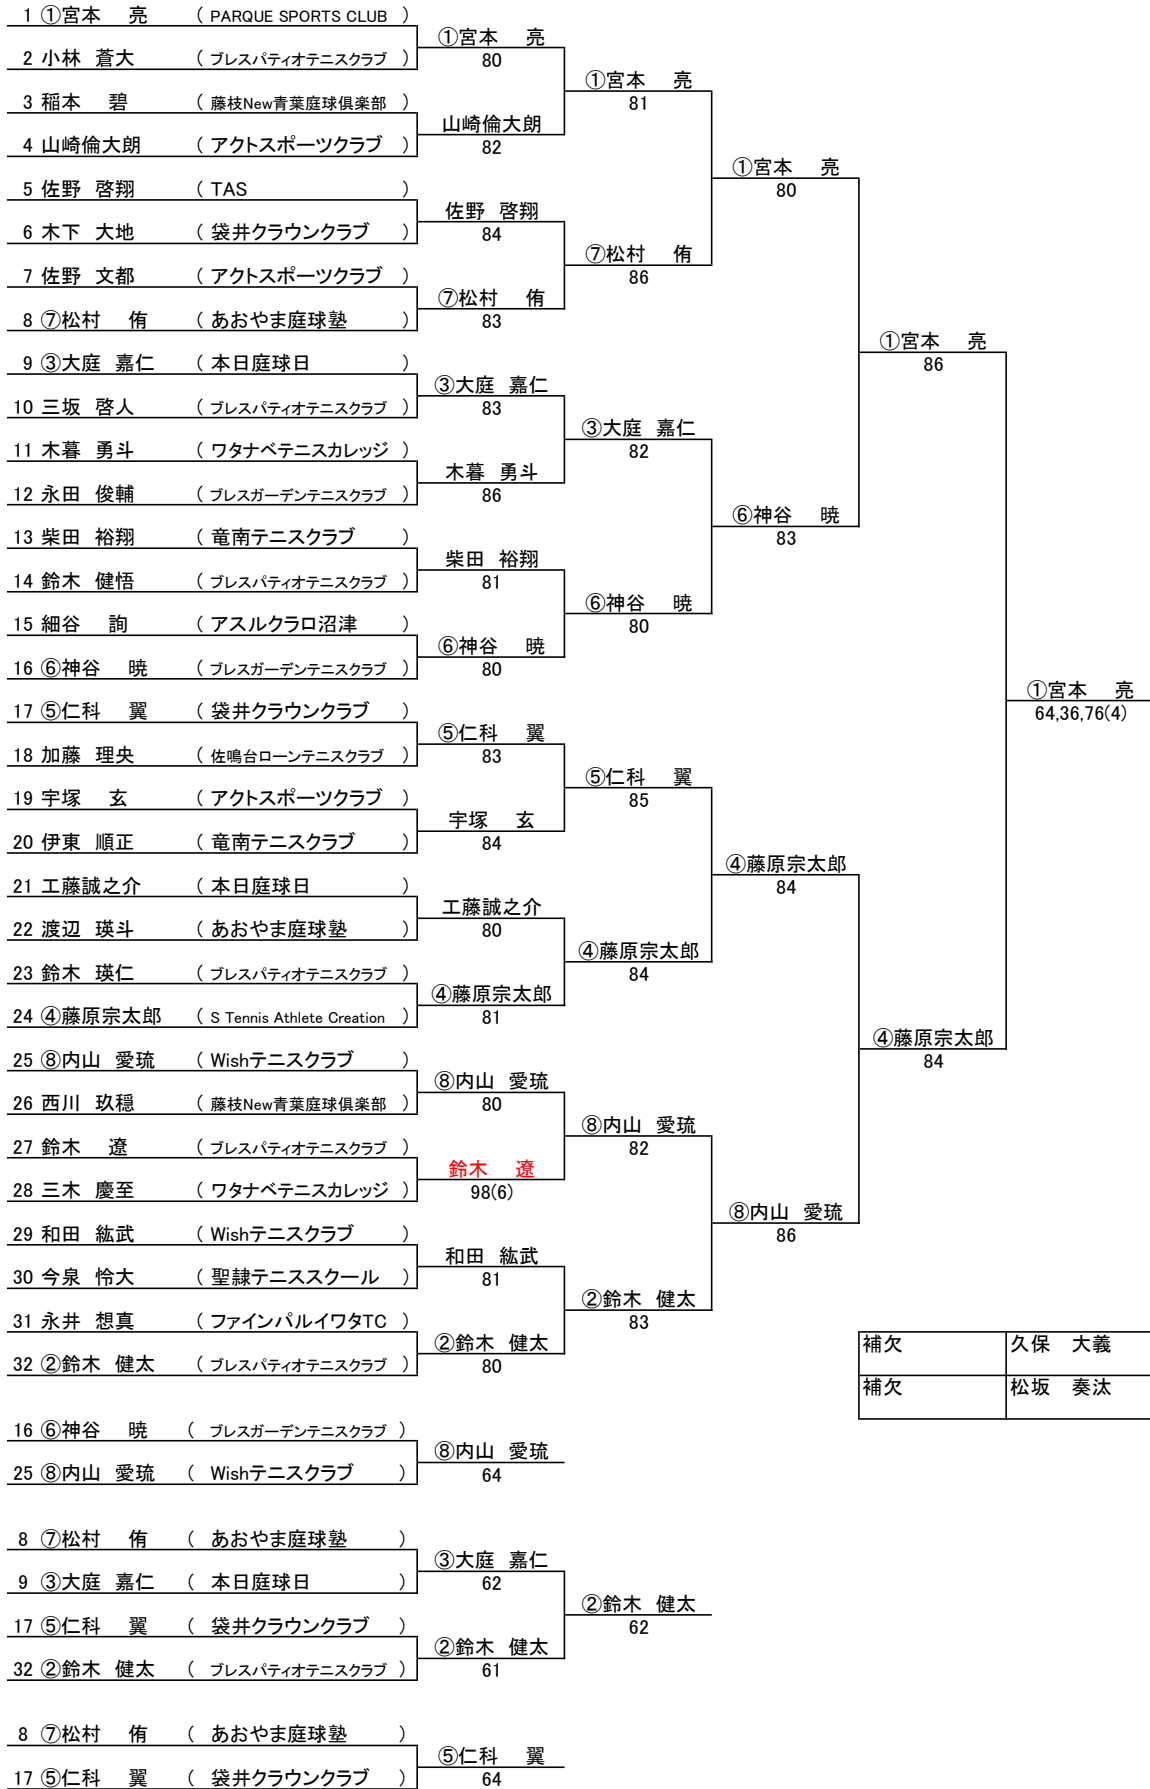 1 ①宮本　亮 ( PARQUE SPORTS CLUB )
①宮本　亮
2 小林 蒼大 ( ブレスパティオテニスクラブ )
80
①宮本　亮
3 稲本　碧 ( 藤枝New青葉庭球倶楽部 )
81
山崎倫大朗
4 山崎倫大朗 ( アクトスポーツクラブ )
82
①宮本　亮
5 佐野 啓翔 ( TAS )
80
佐野 啓翔
6 木下 大地 ( 袋井クラウンクラブ )
84
⑦松村　侑
7 佐野 文都 ( アクトスポーツクラブ )
86
⑦松村　侑
8 ⑦松村　侑 ( あおやま庭球塾 )
83
①宮本　亮
9 ③大庭 嘉仁 ( 本日庭球日 )
86
③大庭 嘉仁
10 三坂 啓人 ( ブレスパティオテニスクラブ )
83
③大庭 嘉仁
11 木暮 勇斗 ( ワタナベテニスカレッジ )
82
木暮 勇斗
12 永田 俊輔 ( ブレスガーデンテニスクラブ )
86
⑥神谷　暁
13 柴田 裕翔 ( 竜南テニスクラブ )
83
柴田 裕翔
14 鈴木 健悟 ( ブレスパティオテニスクラブ )
81
⑥神谷　暁
15 細谷　詢 ( アスルクラロ沼津 )
80
⑥神谷　暁
16 ⑥神谷　暁 ( ブレスガーデンテニスクラブ )
80
①宮本　亮
17 ⑤仁科　翼 ( 袋井クラウンクラブ )
64,36,76(4)
⑤仁科　翼
18 加藤 理央 ( 佐鳴台ローンテニスクラブ )
83
⑤仁科　翼
19 宇塚　玄 ( アクトスポーツクラブ )
85
宇塚　玄
20 伊東 順正 ( 竜南テニスクラブ )
84
④藤原宗太郎
21 工藤誠之介 ( 本日庭球日 )
84
工藤誠之介
22 渡辺 瑛斗 ( あおやま庭球塾 )
80
④藤原宗太郎
23 鈴木 瑛仁 ( ブレスパティオテニスクラブ )
84
④藤原宗太郎
24 ④藤原宗太郎 ( S Tennis Athlete Creation )
81
④藤原宗太郎
25 ⑧内山 愛琉 ( Wishテニスクラブ )
84
⑧内山 愛琉
26 西川 玖穏 ( 藤枝New青葉庭球倶楽部 )
80
⑧内山 愛琉
27 鈴木　遼 ( ブレスパティオテニスクラブ )
82
鈴木　遼
28 三木 慶至 ( ワタナベテニスカレッジ )
98(6)
⑧内山 愛琉
29 和田 紘武 ( Wishテニスクラブ )
86
和田 紘武
30 今泉 怜大 ( 聖隷テニススクール )
81
②鈴木 健太
31 永井 想真 ( ファインパルイワタTC )
83
②鈴木 健太
32 ②鈴木 健太 ( ブレスパティオテニスクラブ )
80
補欠 久保　大義
補欠 松坂　奏汰
16 ⑥神谷　暁 ( ブレスガーデンテニスクラブ )
⑧内山 愛琉
25 ⑧内山 愛琉 ( Wishテニスクラブ )
64
8 ⑦松村　侑 ( あおやま庭球塾 )
③大庭 嘉仁
9 ③大庭 嘉仁 ( 本日庭球日 )
62
②鈴木 健太
17 ⑤仁科　翼 ( 袋井クラウンクラブ )
62
②鈴木 健太
32 ②鈴木 健太 ( ブレスパティオテニスクラブ )
61
8 ⑦松村　侑 ( あおやま庭球塾 )
⑤仁科　翼
17 ⑤仁科　翼 ( 袋井クラウンクラブ )
64